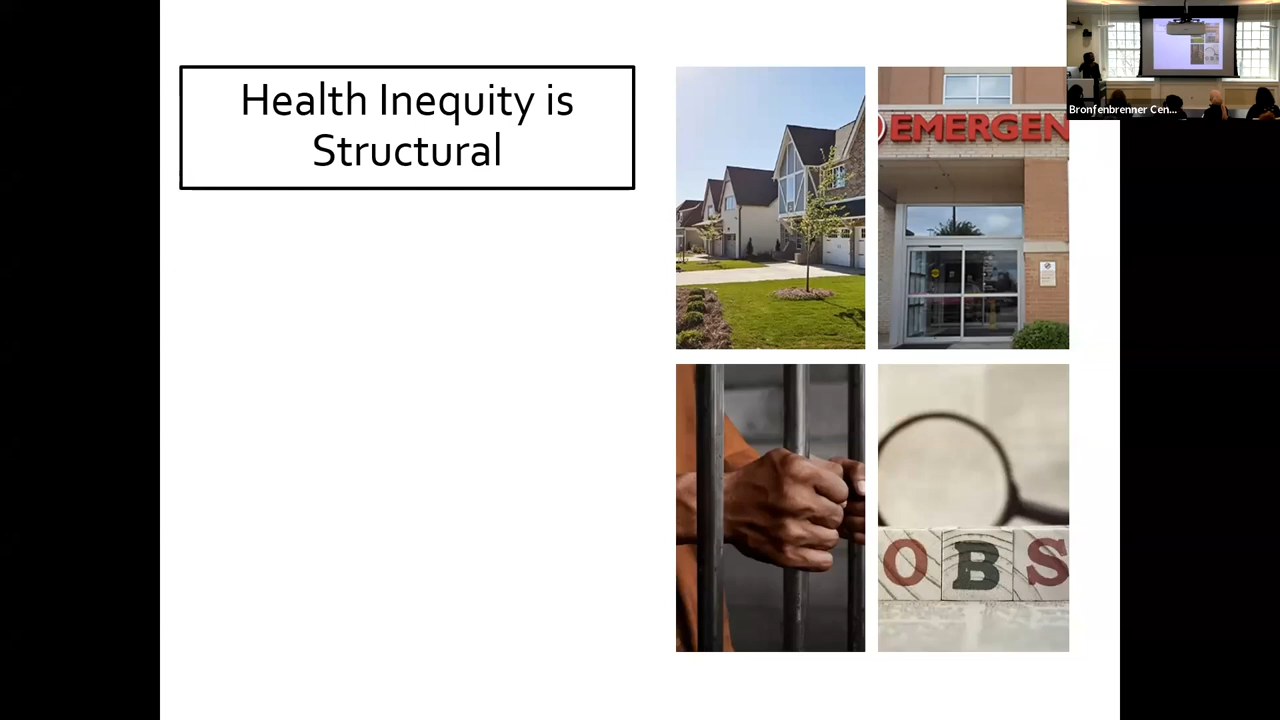 Health Inequity is
Structural
EMERGEN
Bronfenbrenner Cen...
OBS